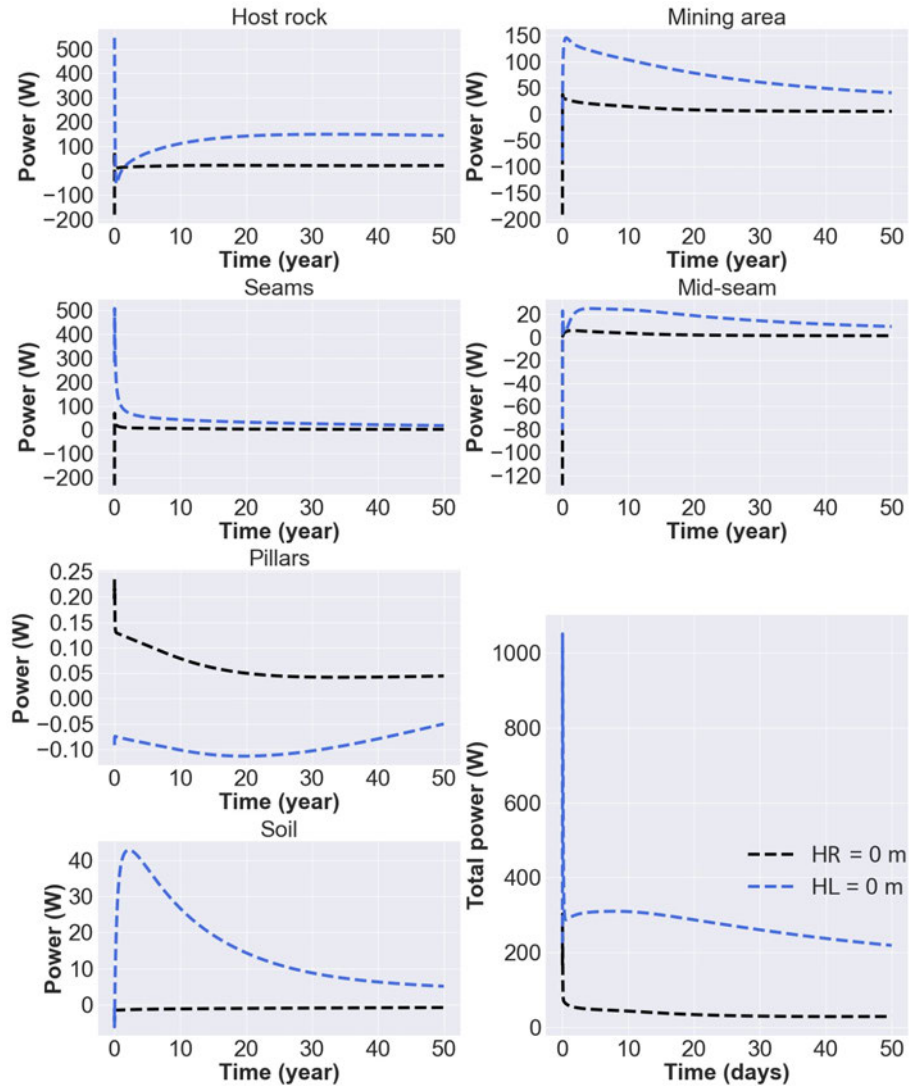 Host rock
Power (W)
500
400
300
200
100
0
−100
−200
0 10 20 30 40 50
Time (year)
Mining area
Power (W)
150
100
50
0
−50
−100
−150
−200
0 10 20 30 40 50
Time (year)
Seams
Power (W)
500
400
300
200
100
0
−100
−200
0 10 20 30 40 50
Time (year)
Mid-seam
Power (W)
20
0
−20
−40
−60
−80
−100
−120
0 10 20 30 40 50
Time (year)
Pillars
Power (W)
0.25
0.20
0.15
0.10
0.05
0.00
−0.05
−0.10
0 10 20 30 40 50
Time (year)
Soil
Power (W)
40
30
20
10
0
0 10 20 30 40 50
Time (year)
Total power (W)
1000
800
600
400
200
0
HR = 0 m
HL = 0 m
0 10 20 30 40 50
Time (days)